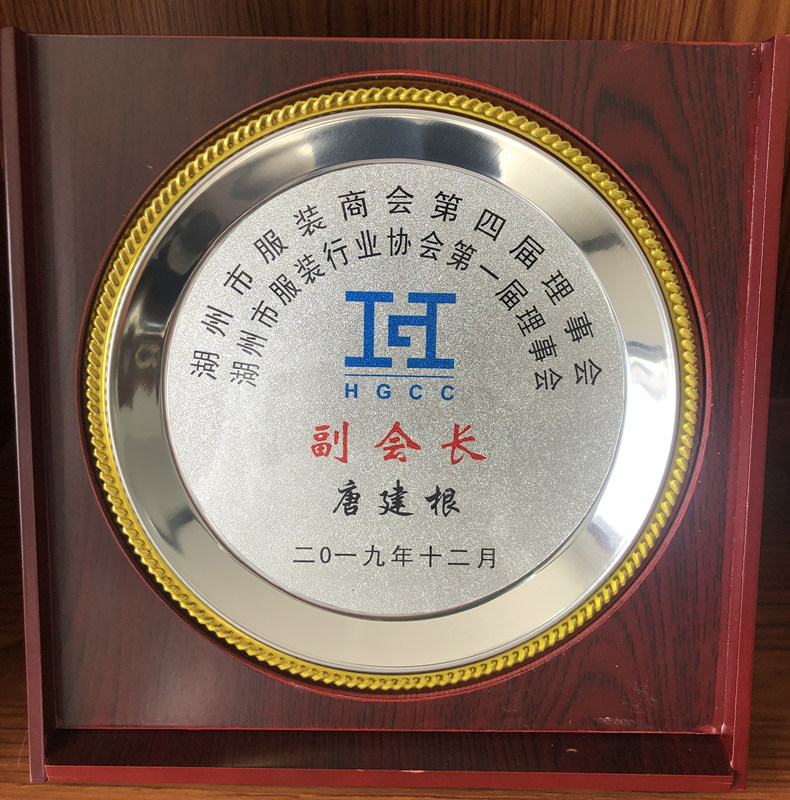 湖州市服装商会第四届理事会
湖州市服装行业协会第一届理事会
HGCC
副会长
唐建根
二0一九年十二月